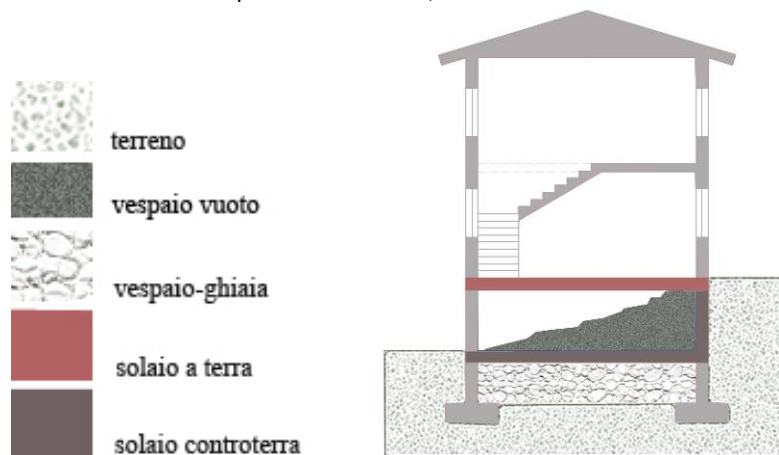 terreno
vespaio vuoto
vespaio-ghiaia
solaio a terra
solaio controterra